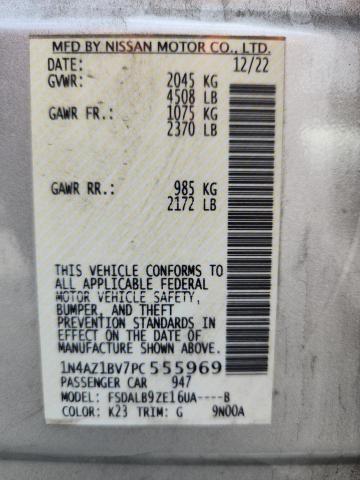 MFD BY NISSAN MOTOR CO., LTD.
DATE: 12/22
GVWR: 2045 KG
4508 LB
GAWR FR.: 1075 KG
2370 LB
GAWR RR.: 985 KG
2172 LB
THIS VEHICLE CONFORMS TO
ALL APPLICABLE FEDERAL
MOTOR VEHICLE SAFETY,
BUMPER, AND THEFT
PREVENTION STANDARDS IN
EFFECT ON THE DATE OF
MANUFACTURE SHOWN ABOVE.
1N4AZ1BV7PC555969
PASSENGER CAR 947
MODEL: FSDALB9ZE16UA----B
COLOR: K23 TRIM: G 9N00A